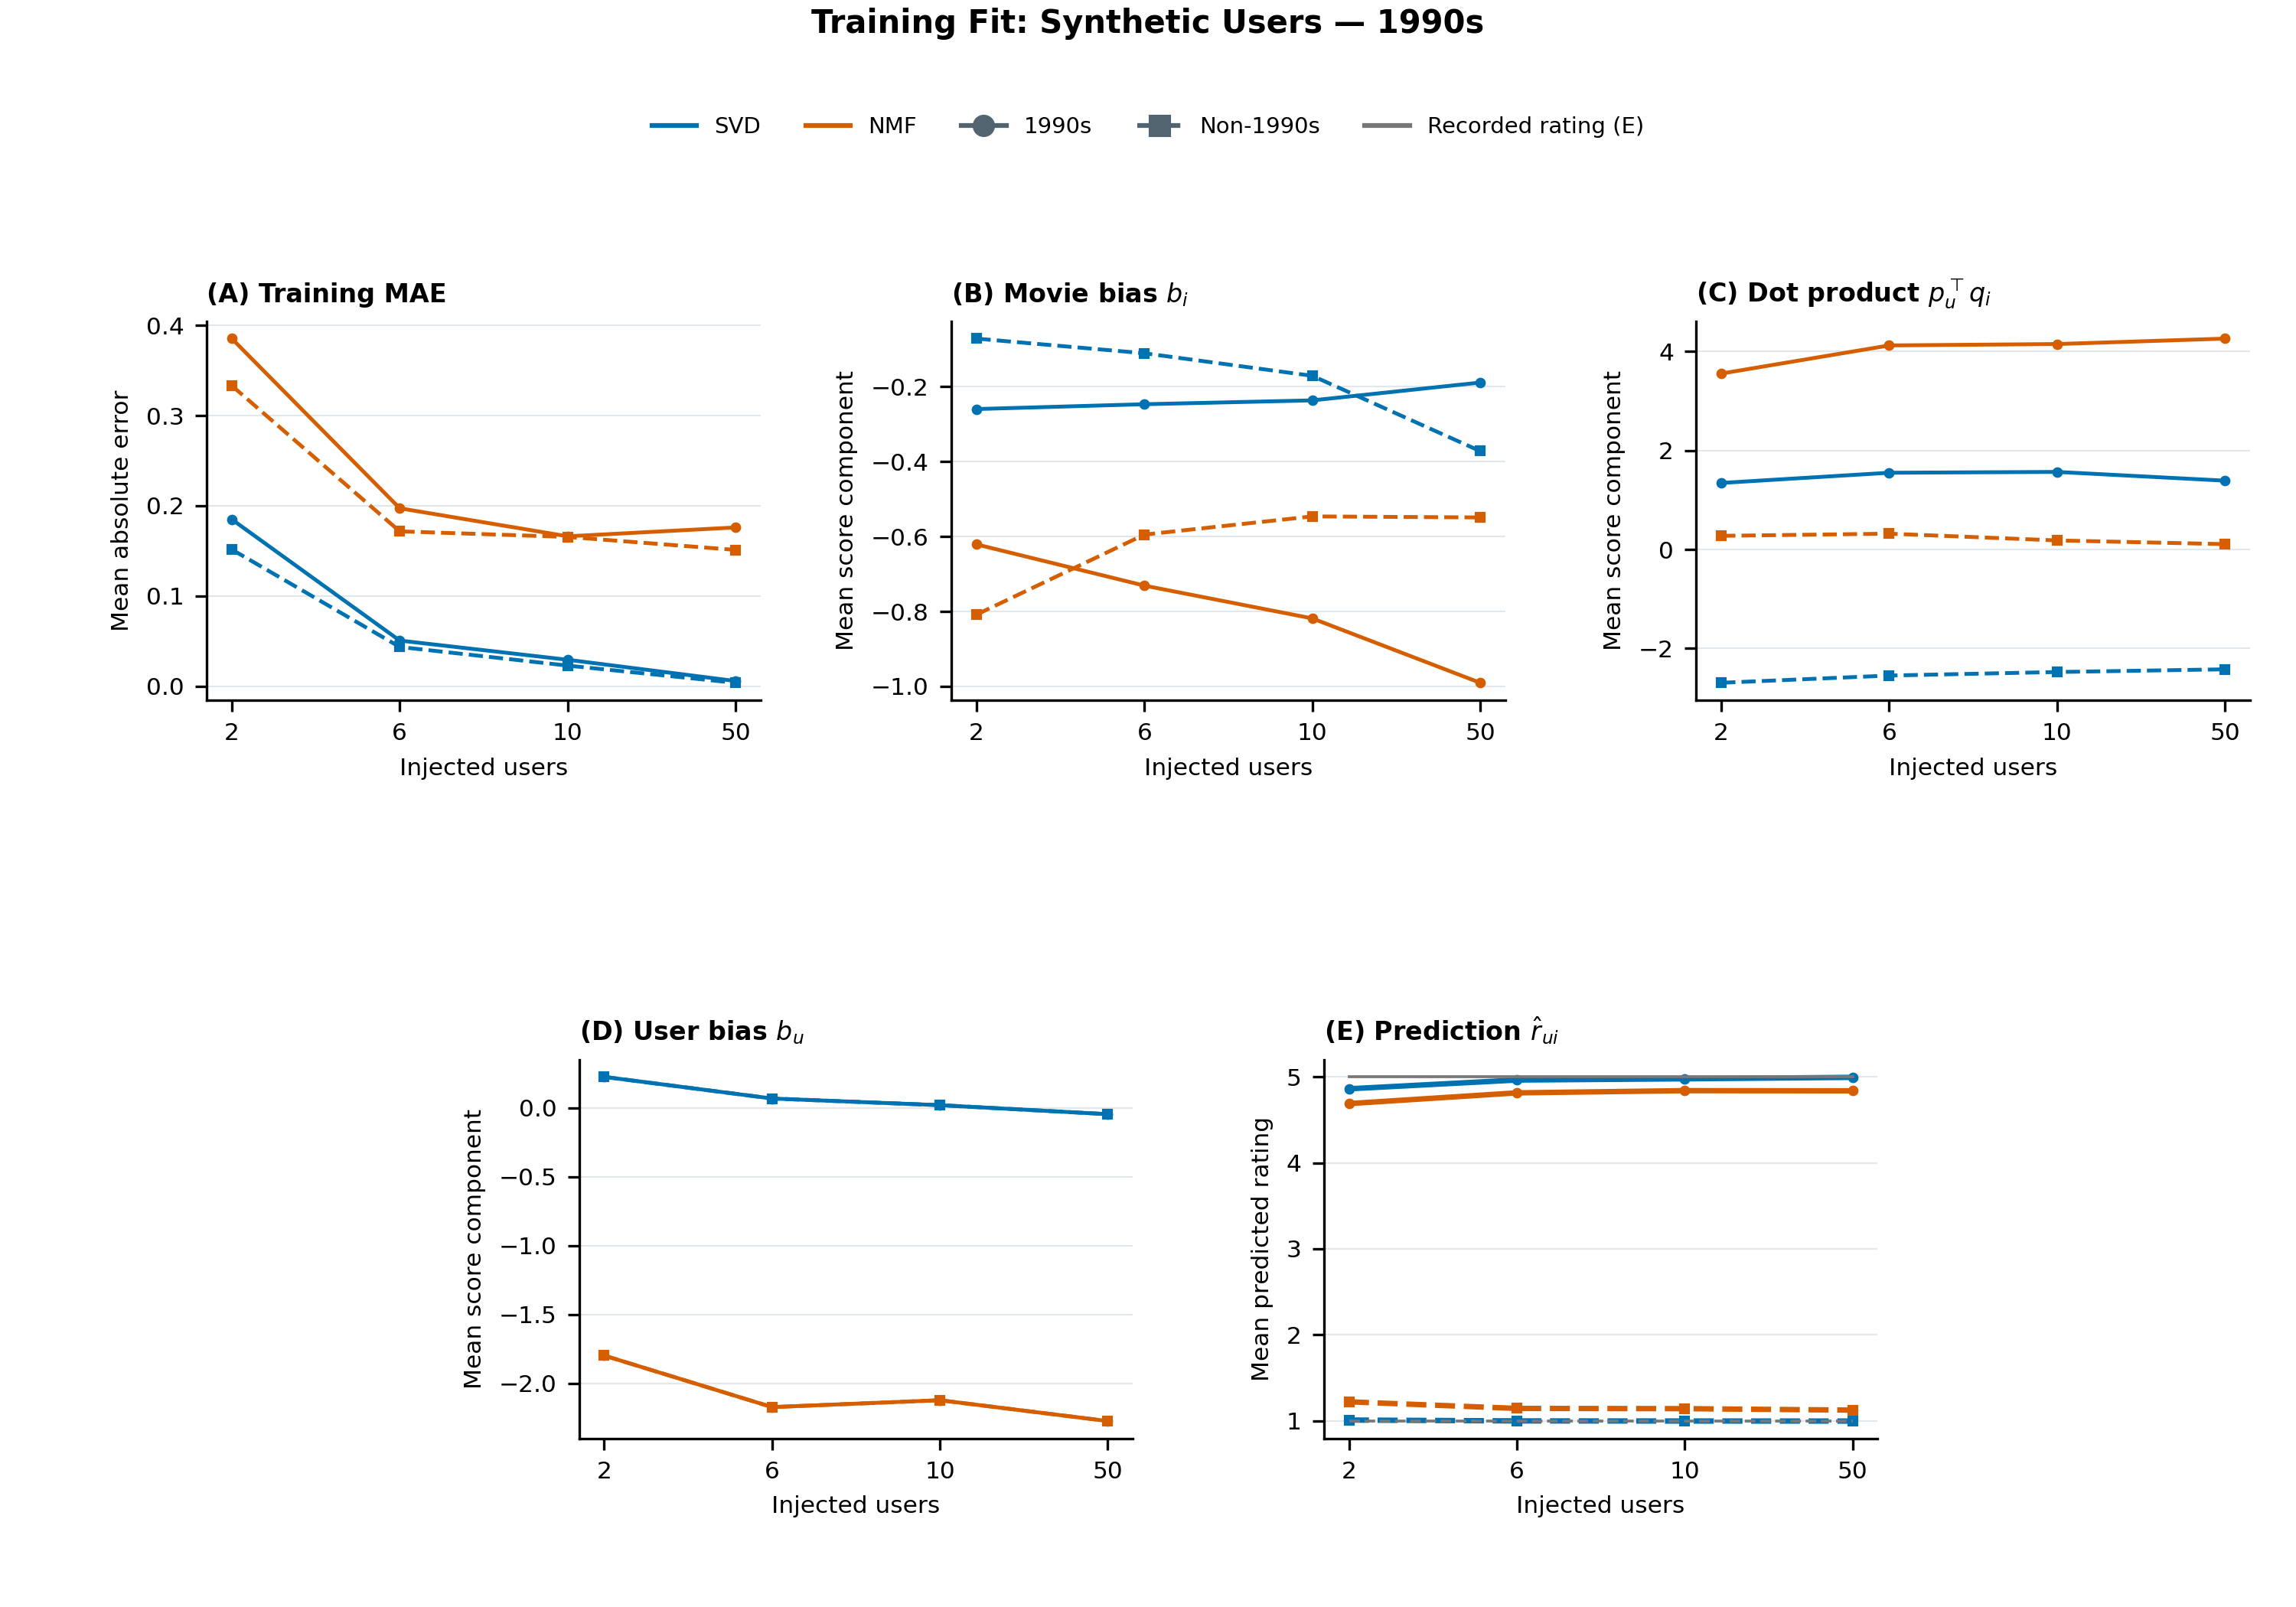 Training Fit: Synthetic Users — 1990s
SVD NMF 1990s Non-1990s Recorded rating (E)
(A) Training MAE
Mean absolute error
0.4
0.3
0.2
0.1
0.0
2 6 10 50
Injected users
(B) Movie bias b_i
Mean score component
−0.2
−0.4
−0.6
−0.8
−1.0
2 6 10 50
Injected users
(C) Dot product p_u^⊤ q_i
Mean score component
4
2
0
−2
2 6 10 50
Injected users
(D) User bias b_u
Mean score component
0.0
−0.5
−1.0
−1.5
−2.0
2 6 10 50
Injected users
(E) Prediction r̂_ui
Mean predicted rating
5
4
3
2
1
2 6 10 50
Injected users